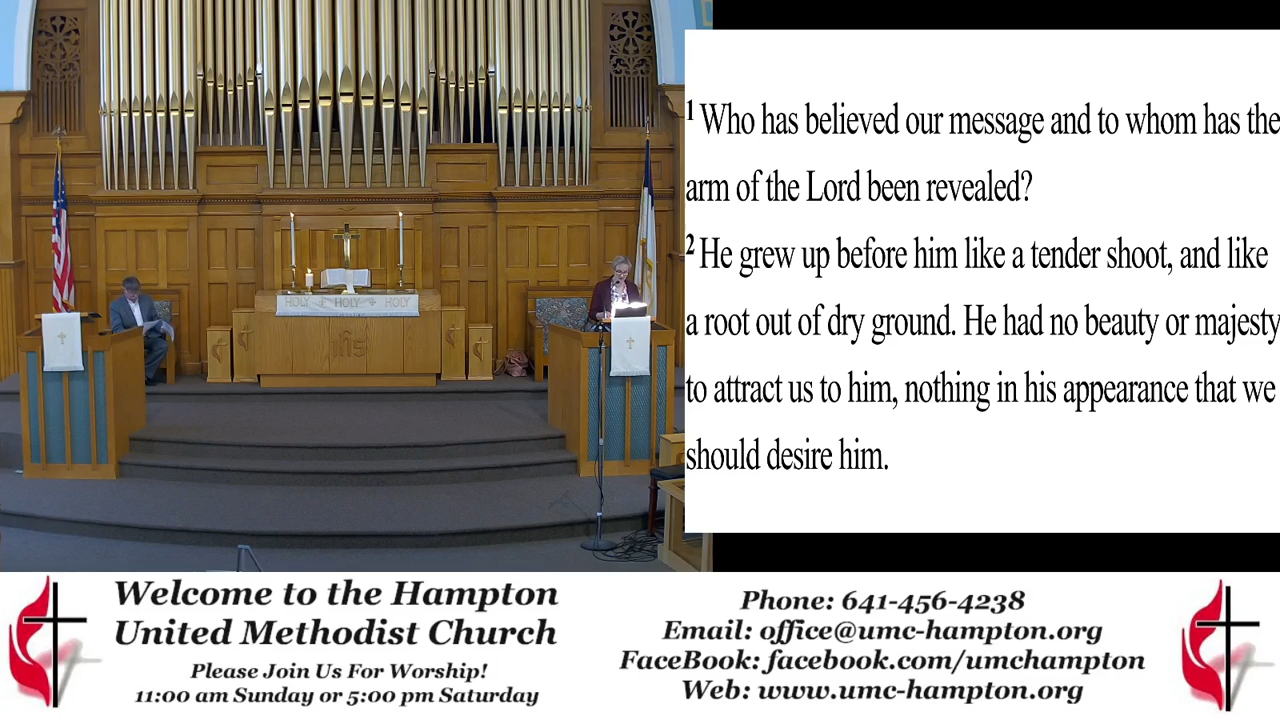 ¹ Who has believed our message and to whom has the
arm of the Lord been revealed?
² He grew up before him like a tender shoot, and like
a root out of dry ground. He had no beauty or majesty
to attract us to him, nothing in his appearance that we
should desire him.
HOLY HOLY HOLY
IHS
Welcome to the Hampton
United Methodist Church
Please Join Us For Worship!
11:00 am Sunday or 5:00 pm Saturday
Phone: 641-456-4238
Email: office@umc-hampton.org
FaceBook: facebook.com/umchampton
Web: www.umc-hampton.org